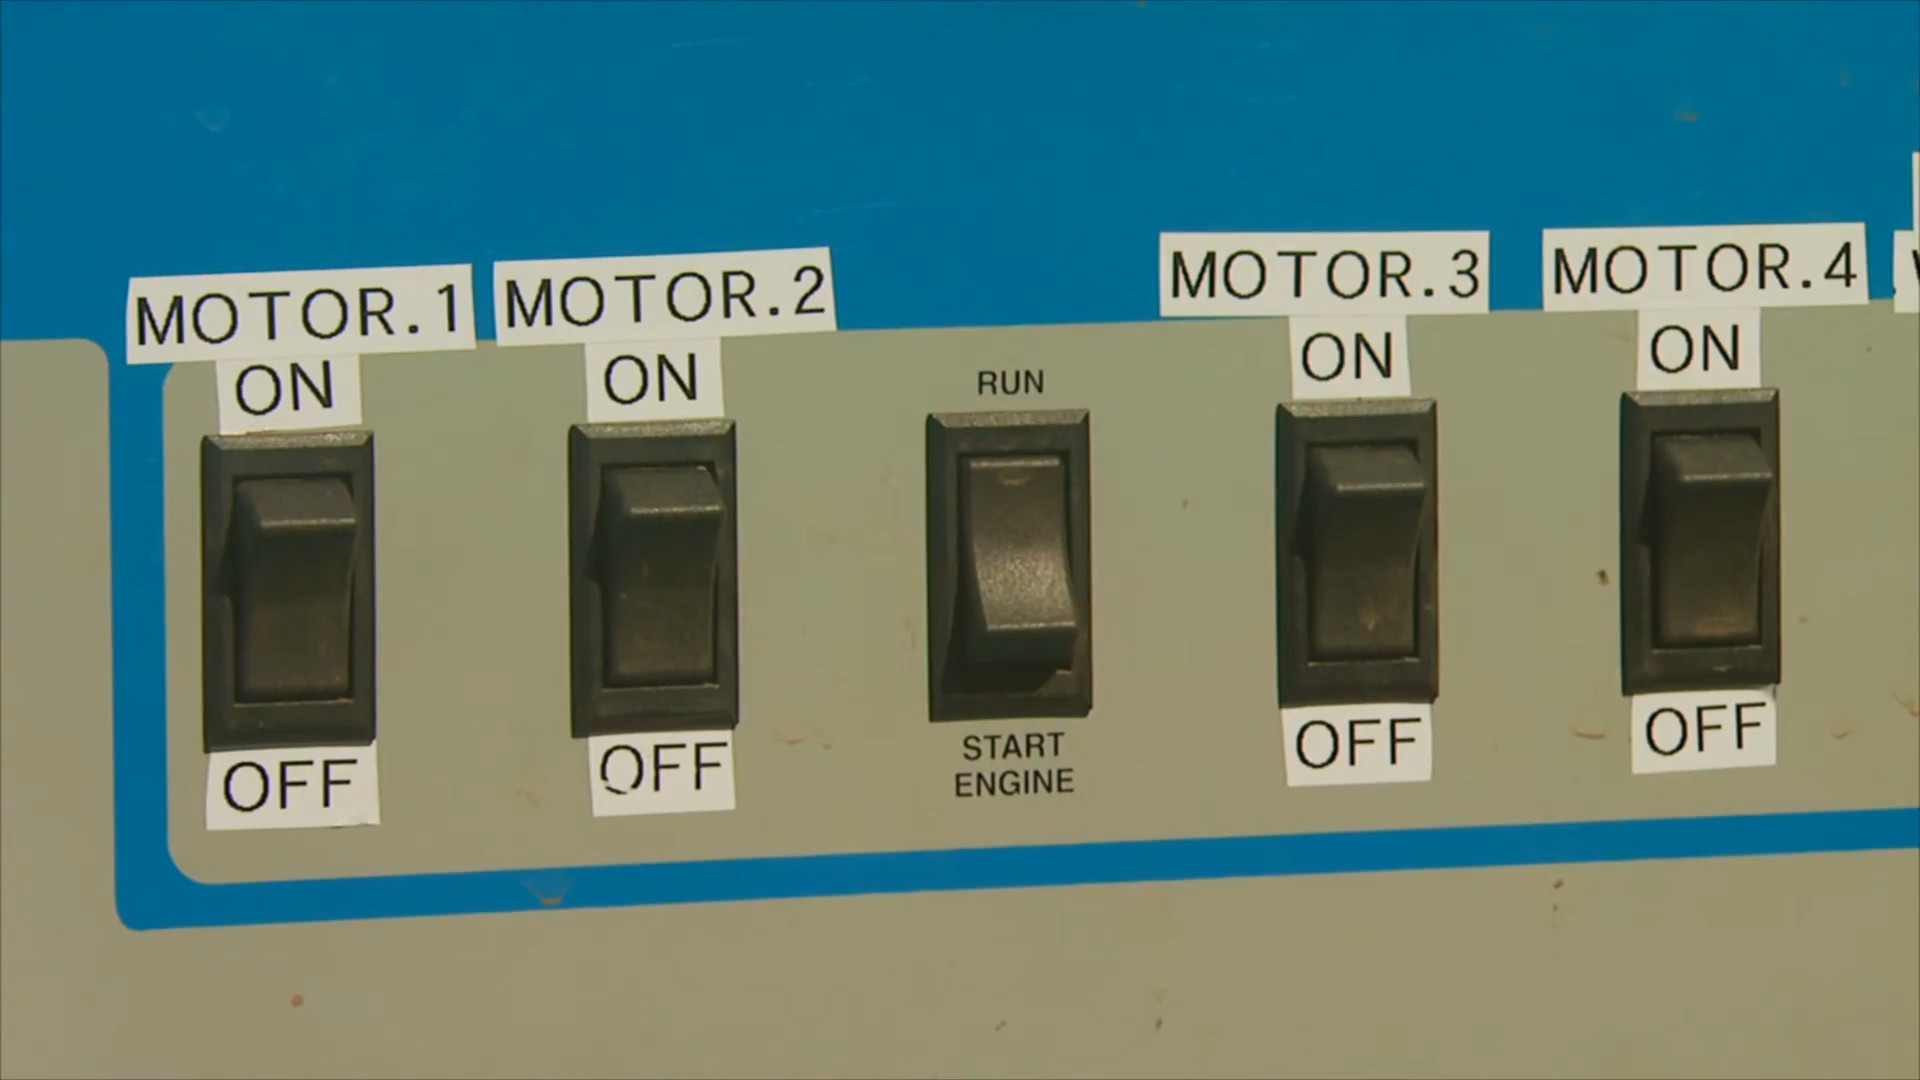 MOTOR.1
ON
OFF
MOTOR.2
ON
OFF
RUN
START
ENGINE
MOTOR.3
ON
OFF
MOTOR.4
ON
OFF